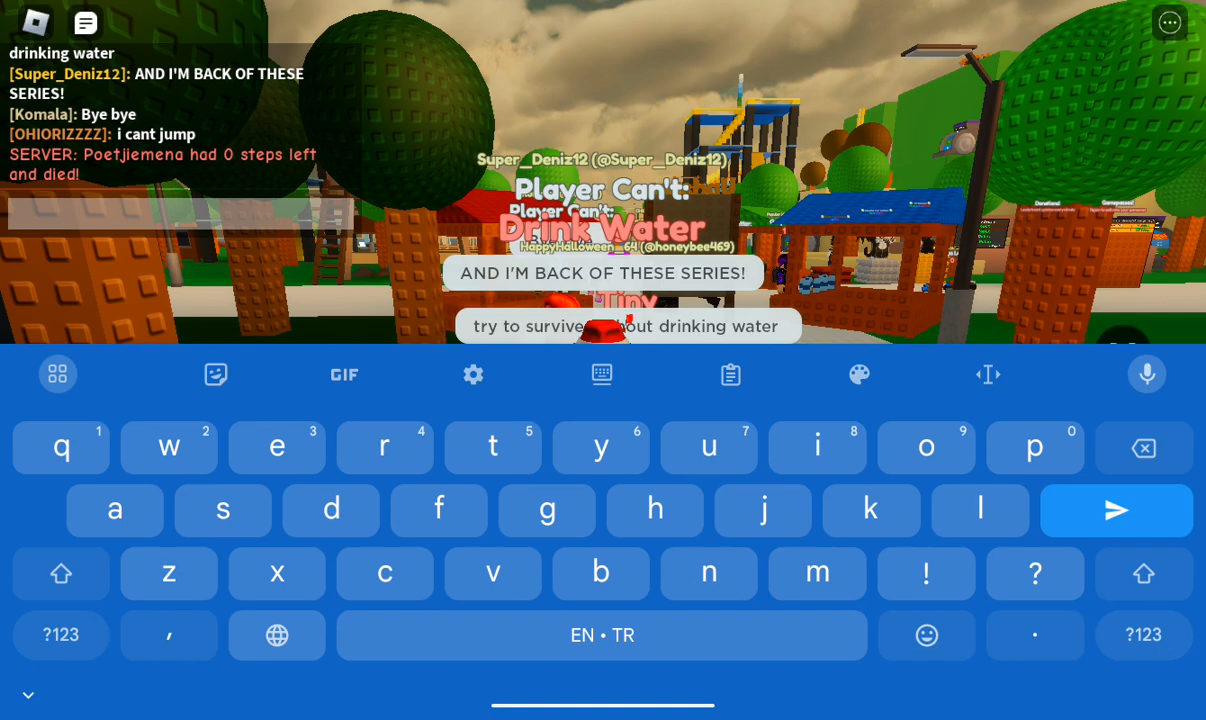 drinking water
[Super_Deniz12]: AND I'M BACK OF THESE
SERIES!
[Komala]: Bye bye
[OHIORIZZZZ]: i cant jump
SERVER: Poetjiemena had 0 steps left
and died!
Super_Deniz12 (@Super_Deniz12)
Player Can't:
Player Can't:
Drink Water
HappyHalloween_64 (@honeybee469)
AND I'M BACK OF THESE SERIES!
Tiny
try to survive out drinking water
Donations!
GIF
q 1 w 2 e 3 r 4 t 5 y 6 u 7 i 8 o 9 p 0
a s d f g h j k l
z x c v b n m ! ?
?123 , EN • TR . ?123